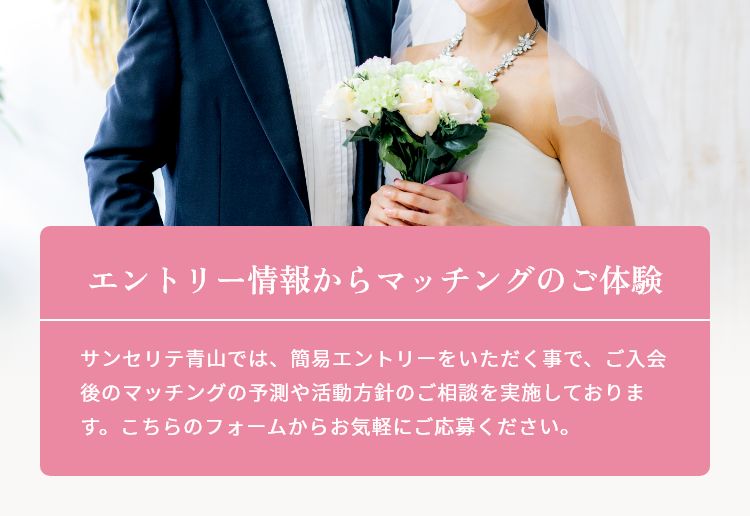 エントリー情報からマッチングのご体験
サンセリテ青山では、簡易エントリーをいただく事で、ご入会
後のマッチングの予測や活動方針のご相談を実施しておりま
す。こちらのフォームからお気軽にご応募ください。